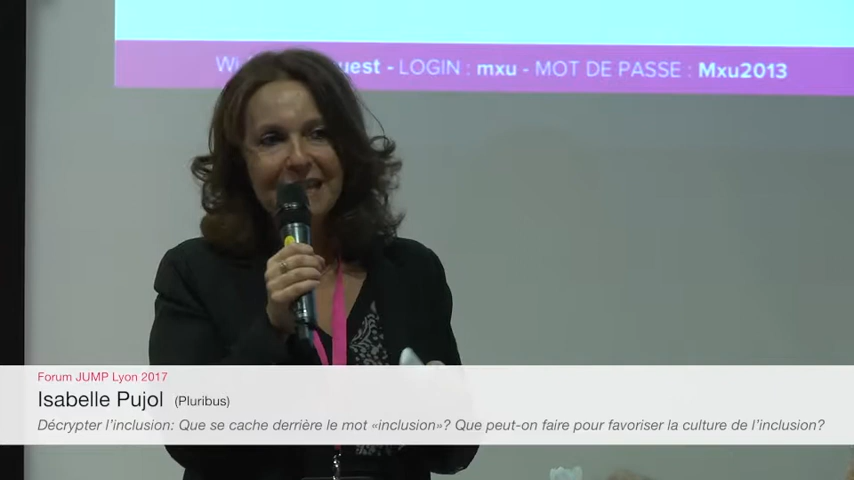 uest - LOGIN : mxu - MOT DE PASSE : Mxu2013
Forum JUMP Lyon 2017
Isabelle Pujol (Pluribus)
Décrypter l'inclusion: Que se cache derrière le mot «inclusion»? Que peut-on faire pour favoriser la culture de l'inclusion?